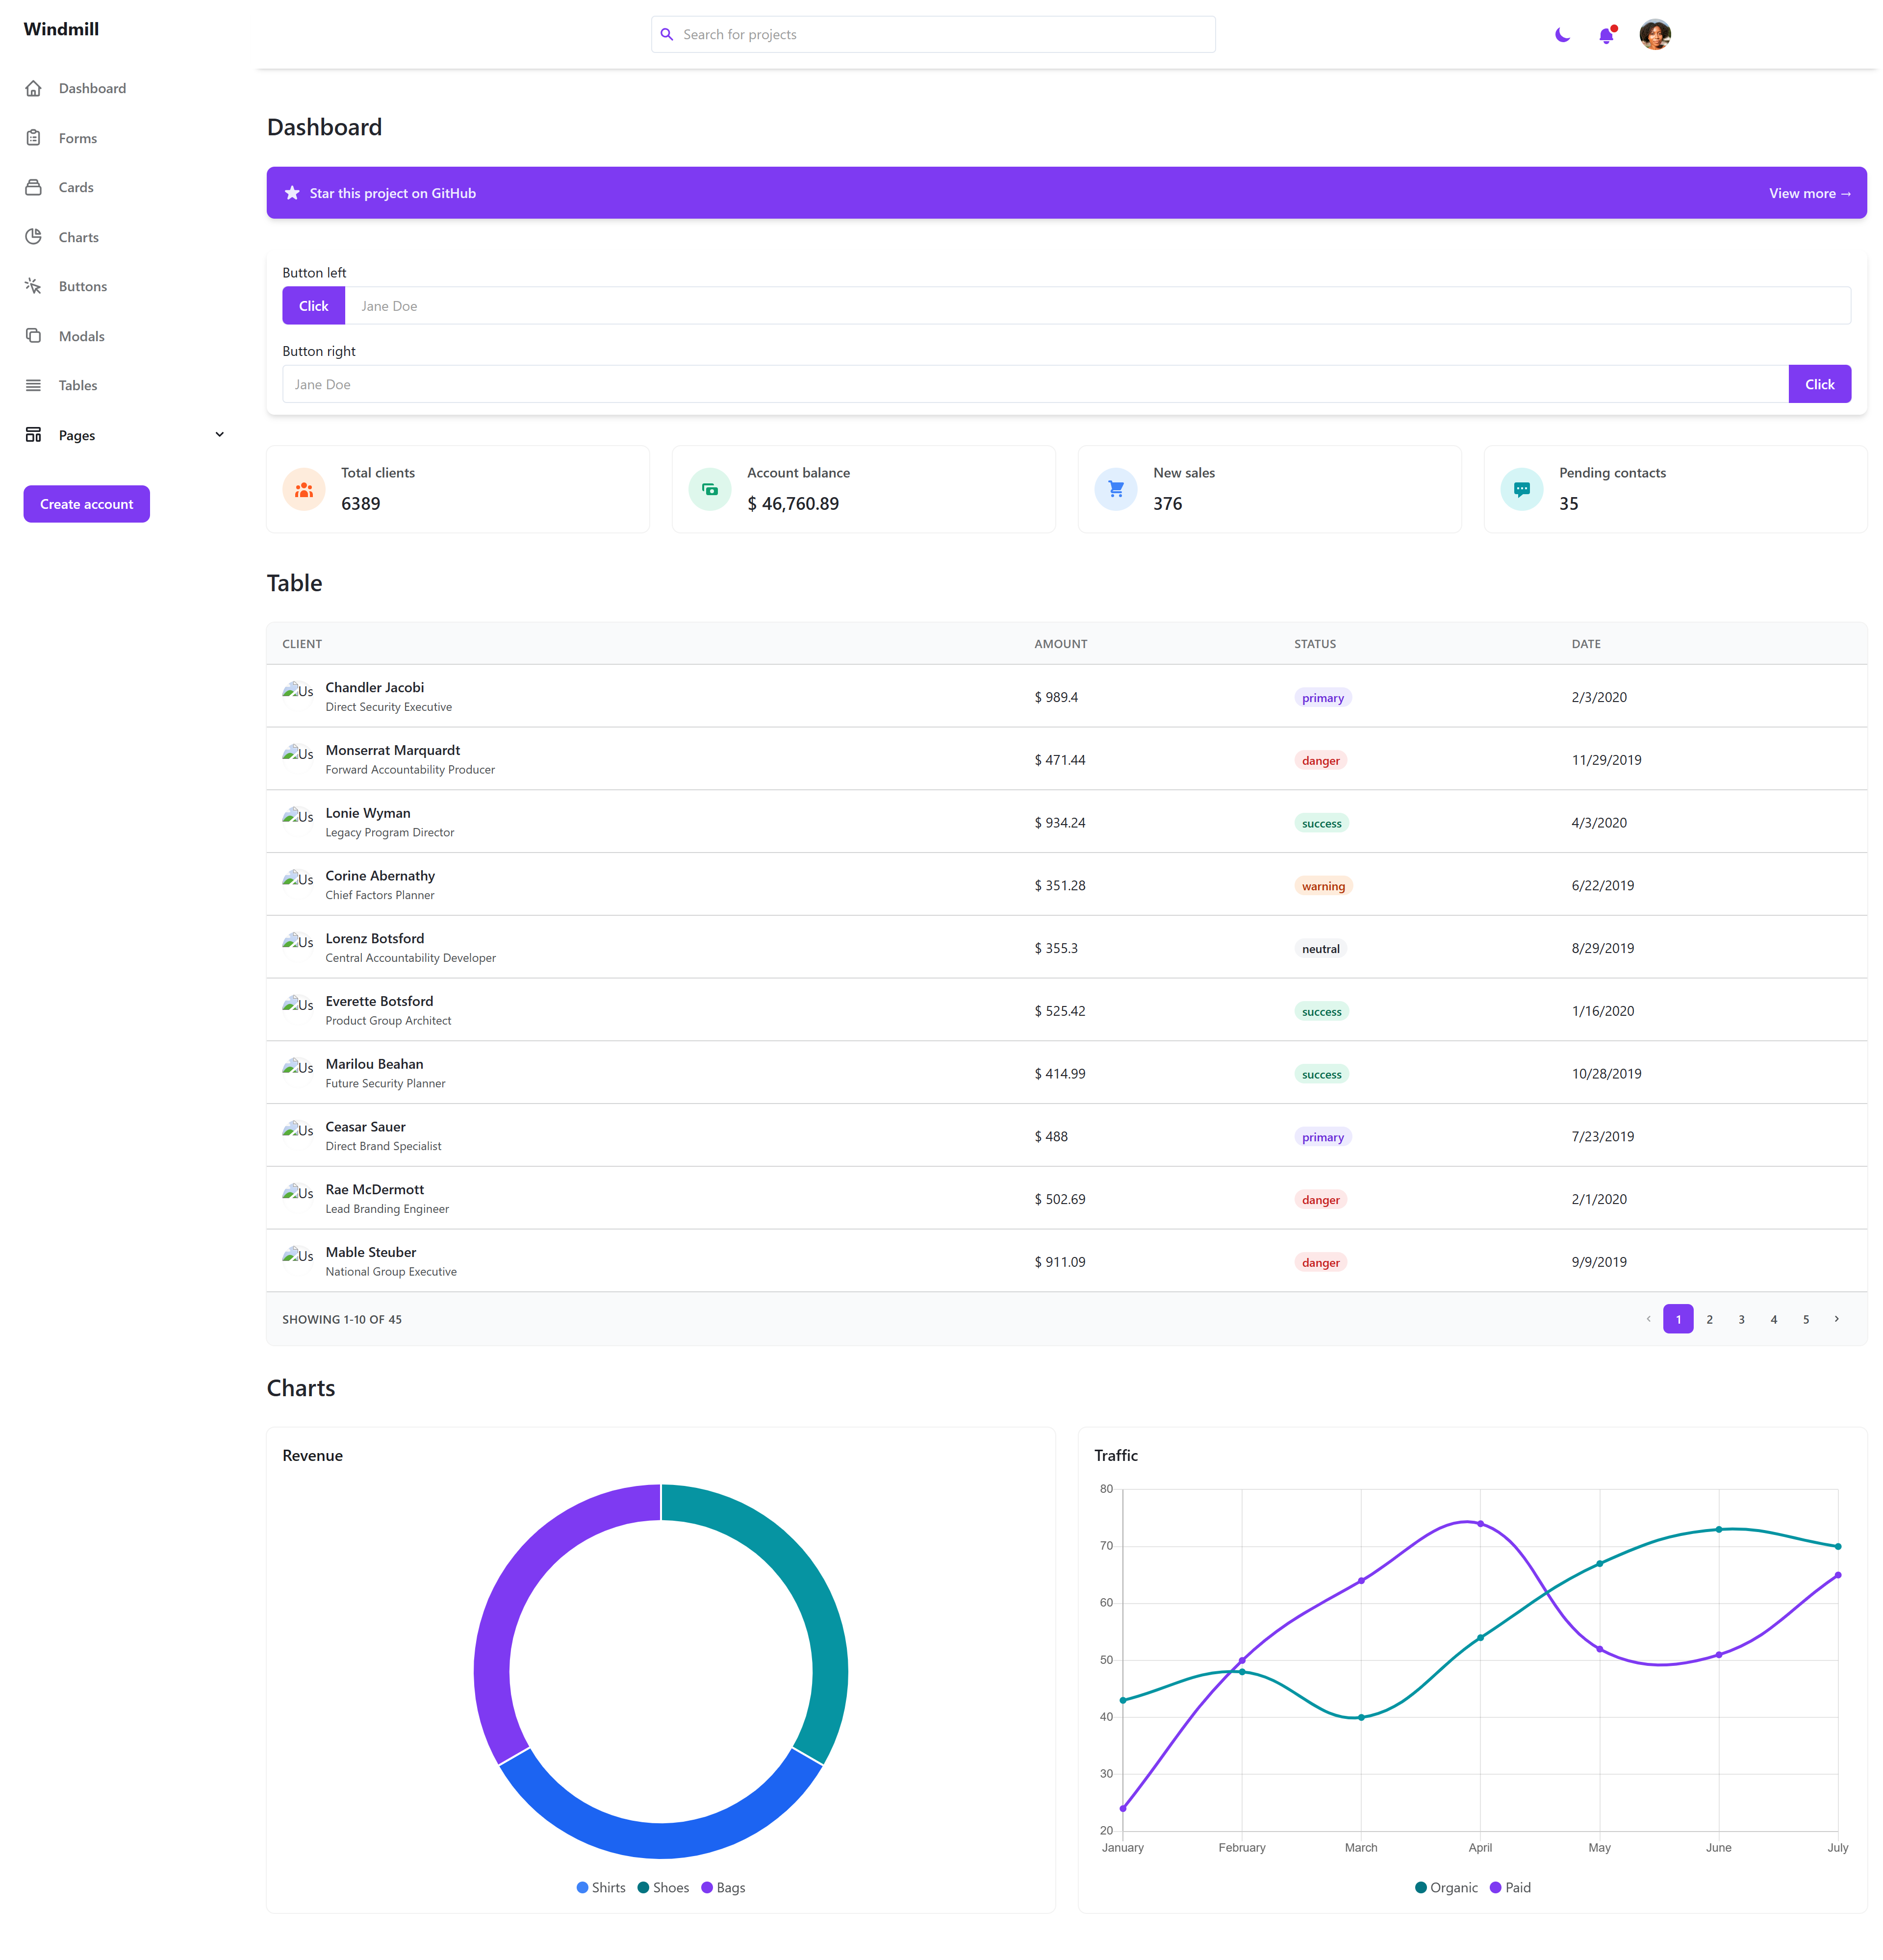 Windmill
Search for projects
Dashboard
Forms
Cards
Charts
Buttons
Modals
Tables
Pages
Create account
Dashboard
Star this project on GitHub
View more →
Button left
Click
Jane Doe
Button right
Jane Doe
Click
Total clients
6389
Account balance
$ 46,760.89
New sales
376
Pending contacts
35
Table
CLIENT AMOUNT STATUS DATE
Us Chandler Jacobi
Direct Security Executive
$ 989.4 primary 2/3/2020
Us Monserrat Marquardt
Forward Accountability Producer
$ 471.44 danger 11/29/2019
Us Lonie Wyman
Legacy Program Director
$ 934.24 success 4/3/2020
Us Corine Abernathy
Chief Factors Planner
$ 351.28 warning 6/22/2019
Us Lorenz Botsford
Central Accountability Developer
$ 355.3 neutral 8/29/2019
Us Everette Botsford
Product Group Architect
$ 525.42 success 1/16/2020
Us Marilou Beahan
Future Security Planner
$ 414.99 success 10/28/2019
Us Ceasar Sauer
Direct Brand Specialist
$ 488 primary 7/23/2019
Us Rae McDermott
Lead Branding Engineer
$ 502.69 danger 2/1/2020
Us Mable Steuber
National Group Executive
$ 911.09 danger 9/9/2019
SHOWING 1-10 OF 45
1 2 3 4 5
Charts
Revenue
Shirts Shoes Bags
Traffic
80
70
60
50
40
30
20
January February March April May June July
Organic Paid